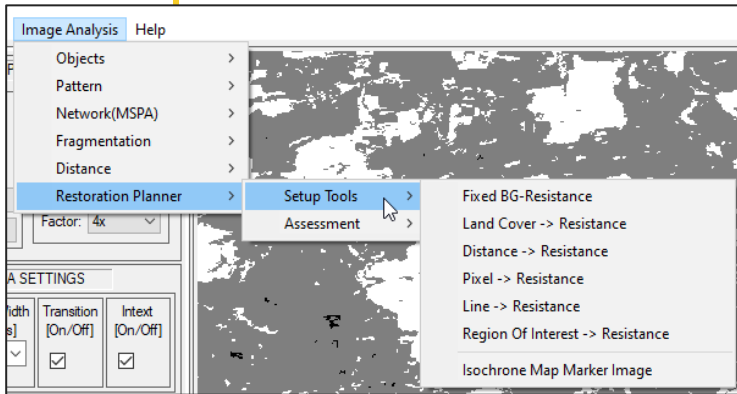 Image Analysis Help
Objects
Pattern
Network(MSPA)
Fragmentation
Distance
Restoration Planner
Setup Tools
Assessment
Fixed BG-Resistance
Land Cover -> Resistance
Distance -> Resistance
Pixel -> Resistance
Line -> Resistance
Region Of Interest -> Resistance
Isochrone Map Marker Image
Factor: 4x
SETTINGS
Transition Intext
[On/Off] [On/Off]